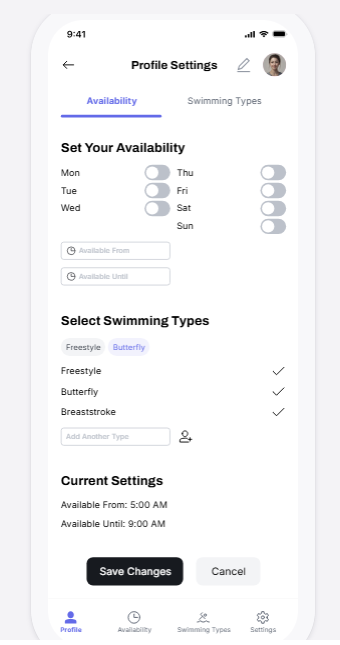 9:41
Profile Settings
Availability Swimming Types
Set Your Availability
Mon Thu
Tue Fri
Wed Sat
Sun
Available From
Available Until
Select Swimming Types
Freestyle Butterfly
Freestyle
Butterfly
Breaststroke
Add Another Type
Current Settings
Available From: 5:00 AM
Available Until: 9:00 AM
Save Changes Cancel
Profile Availability Swimming Types Settings